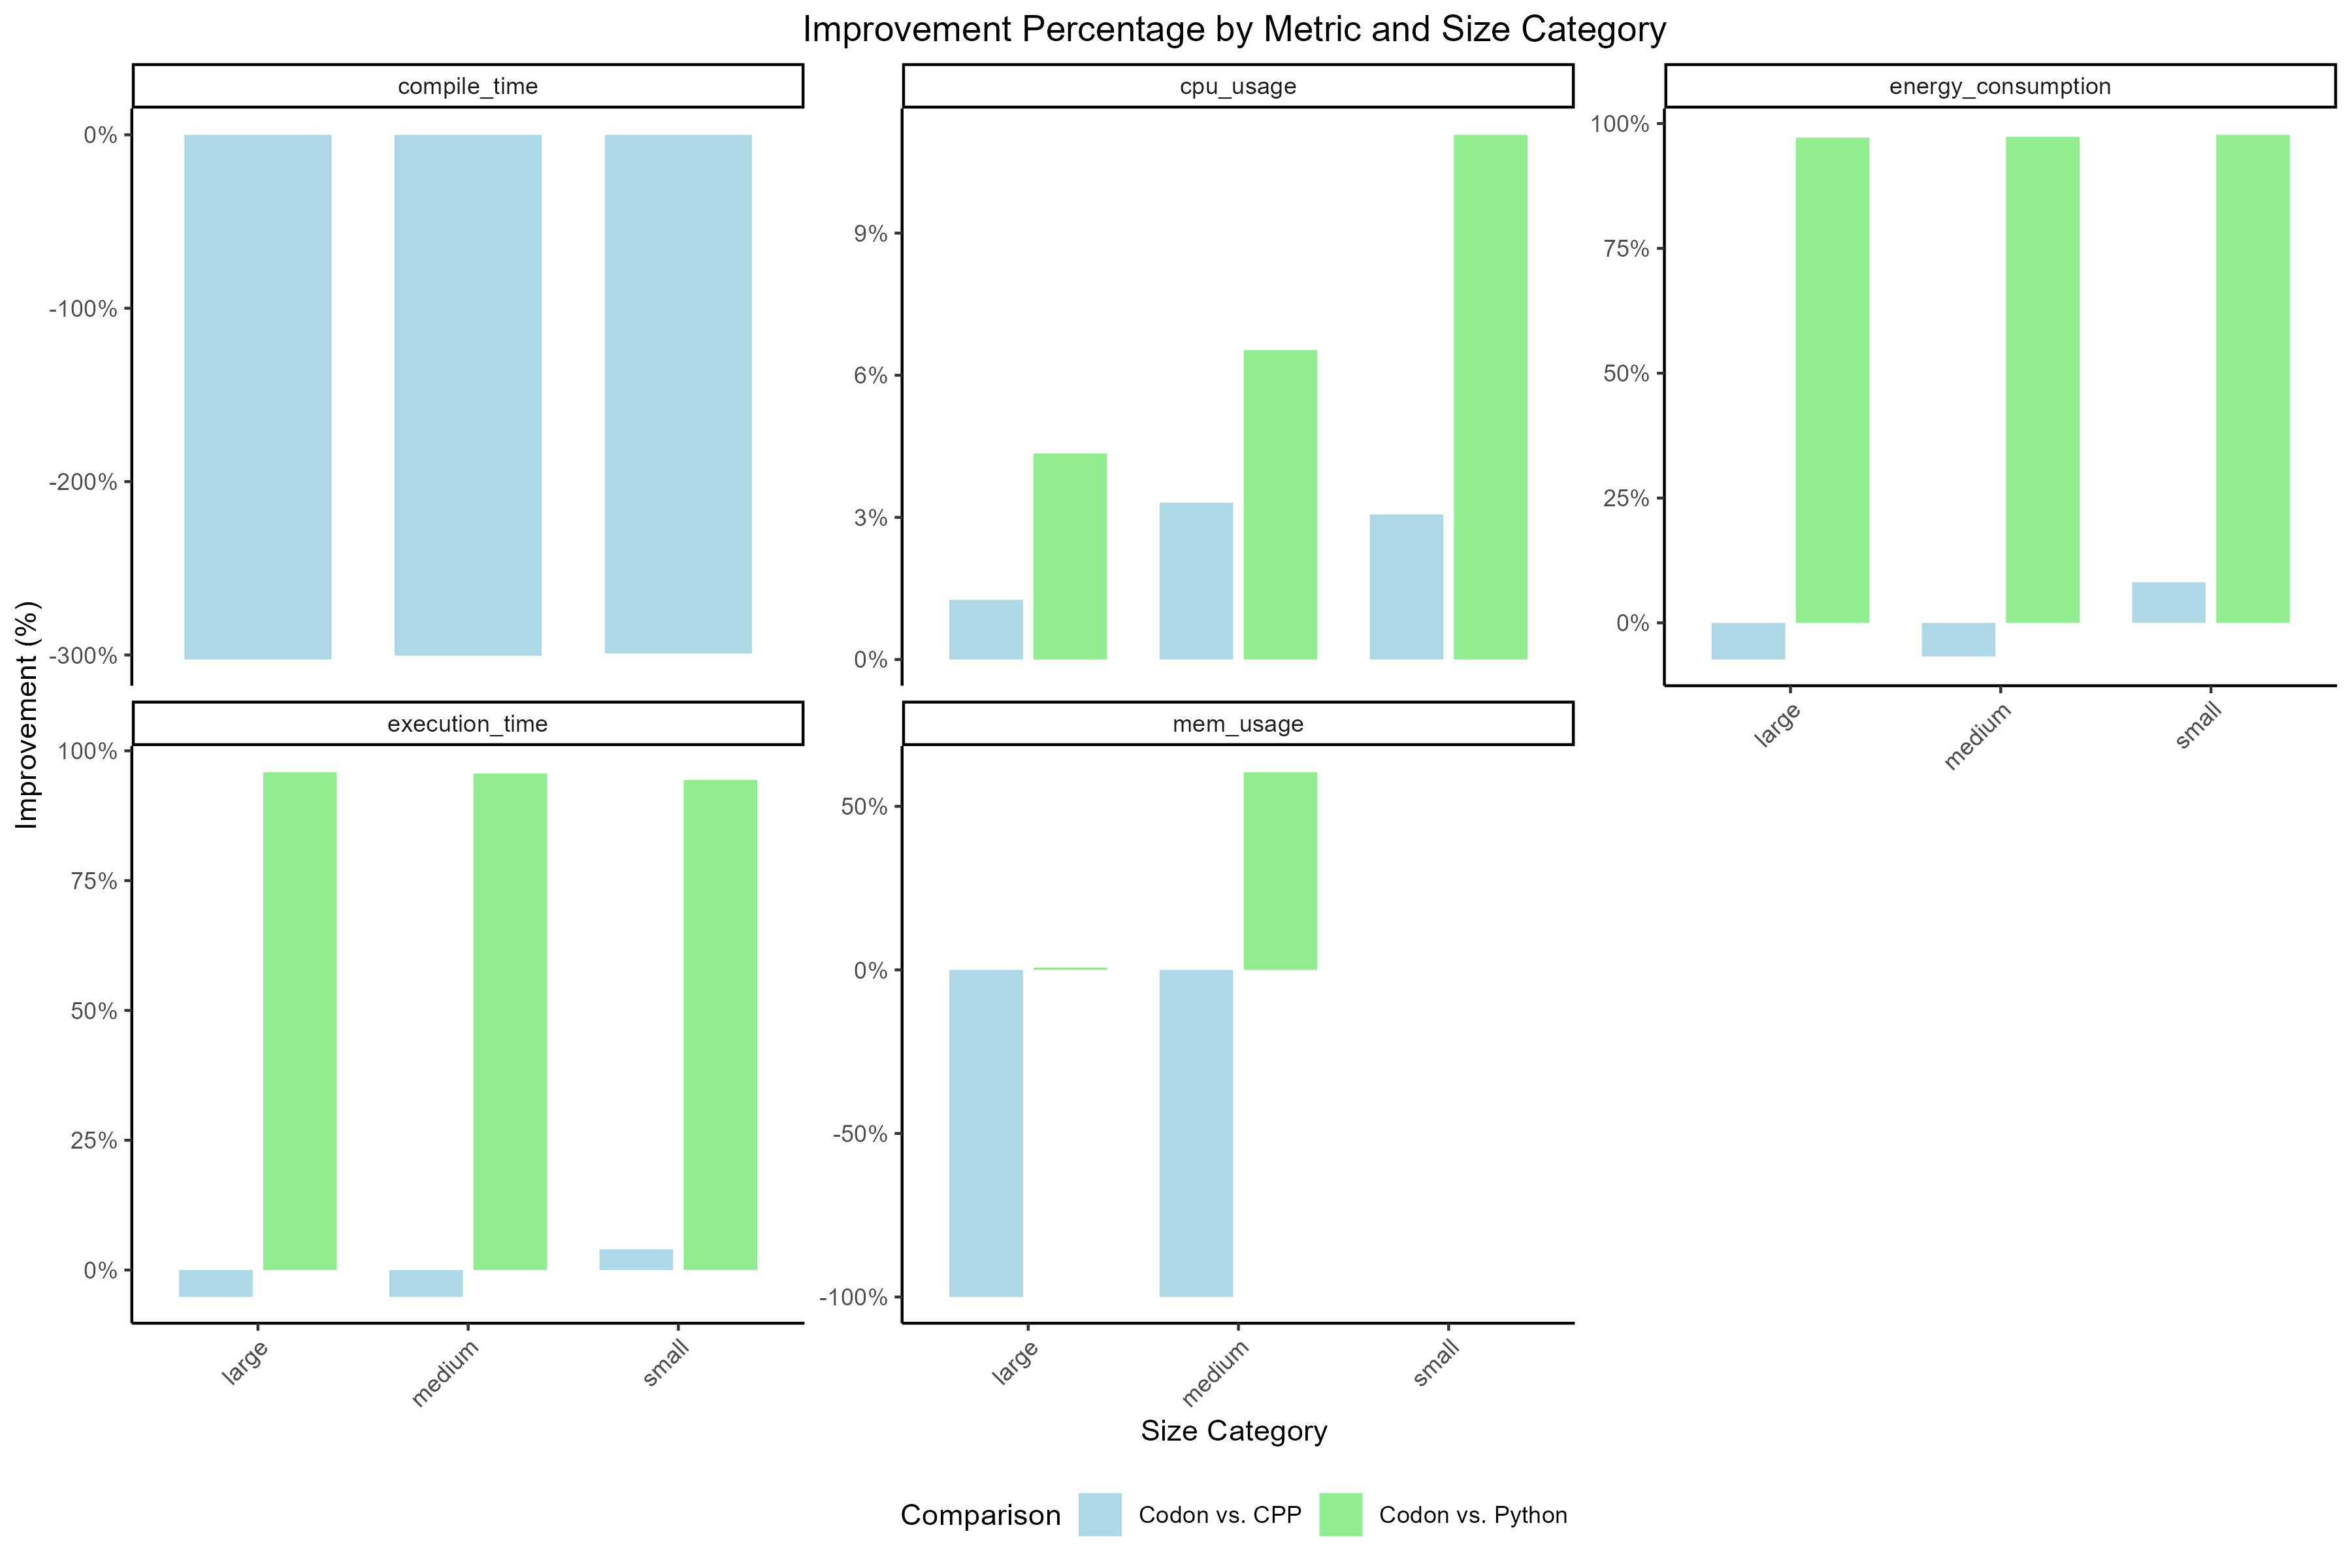 Improvement Percentage by Metric and Size Category
compile_time
0%
-100%
-200%
-300%
cpu_usage
9%
6%
3%
0%
energy_consumption
100%
75%
50%
25%
0%
large
medium
small
Improvement (%)
execution_time
100%
75%
50%
25%
0%
large
medium
small
mem_usage
50%
0%
-50%
-100%
large
medium
small
Size Category
Comparison Codon vs. CPP Codon vs. Python